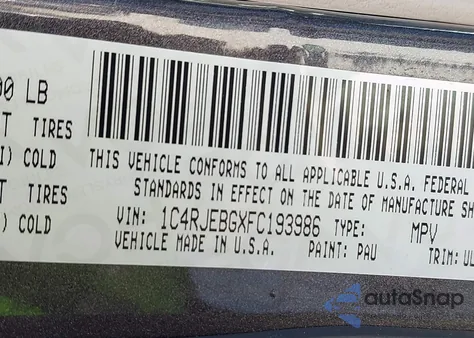 00 LB
T TIRES
I) COLD
THIS VEHICLE CONFORMS TO ALL APPLICABLE U.S.A. FEDERAL
STANDARDS IN EFFECT ON THE DATE OF MANUFACTURE SH
T TIRES
) COLD
VIN: 1C4RJEBGXFC193986 TYPE: MPV
VEHICLE MADE IN U.S.A. PAINT: PAU TRIM: UL
autoSnap